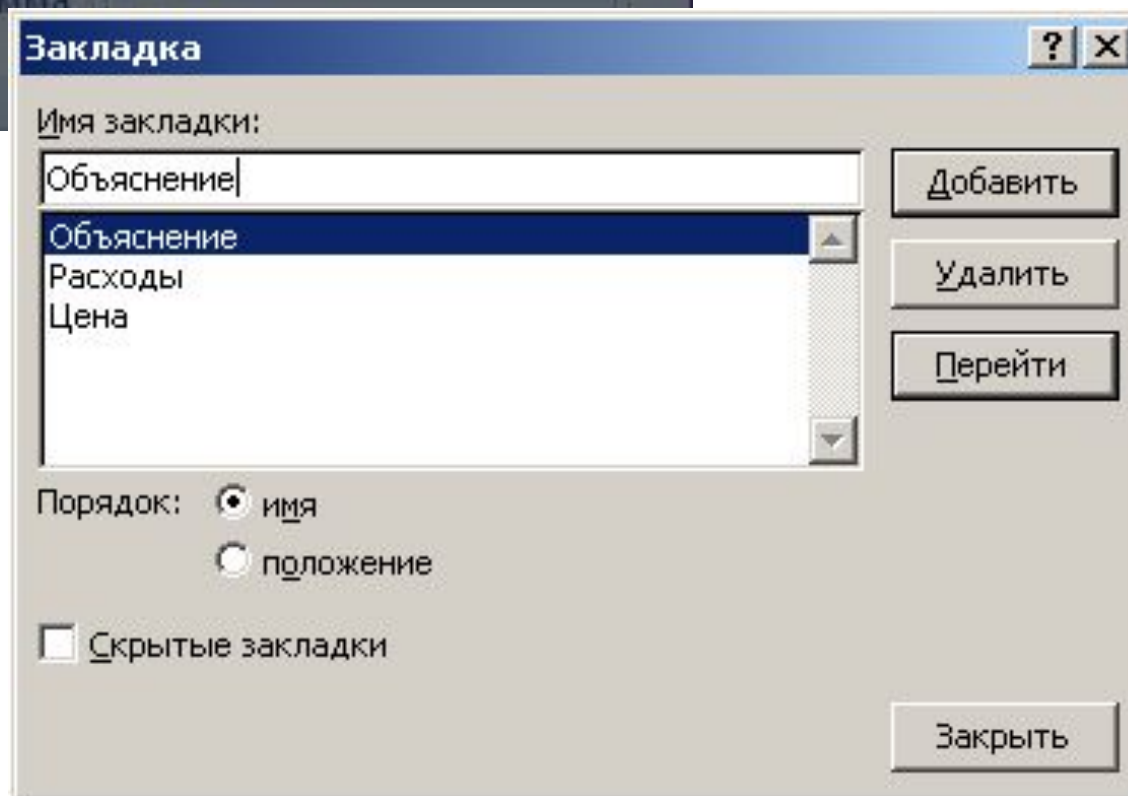 Закладка
Имя закладки:
Объяснение
Добавить
Объяснение
Расходы
Цена
Удалить
Перейти
Порядок: имя
положение
Скрытые закладки
Закрыть